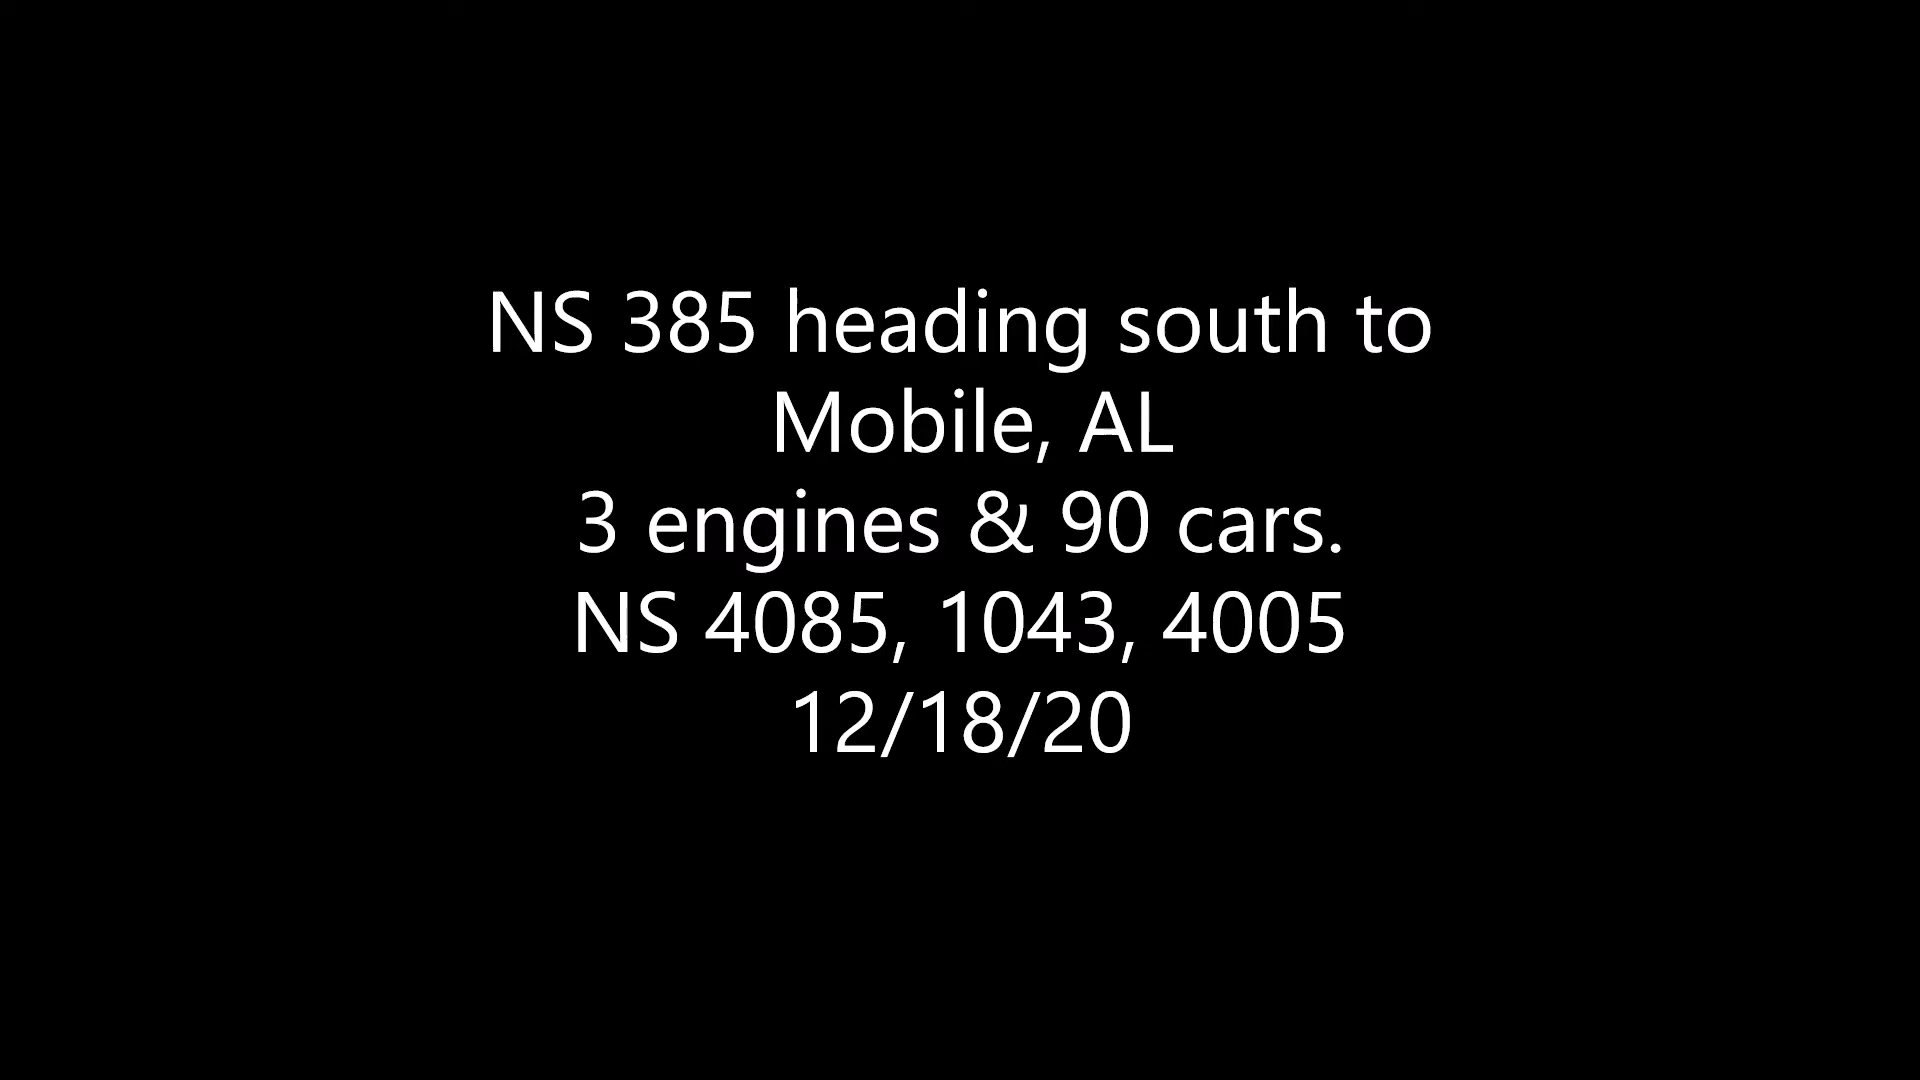 NS 385 heading south to
Mobile, AL
3 engines & 90 cars.
NS 4085, 1043, 4005
12/18/20